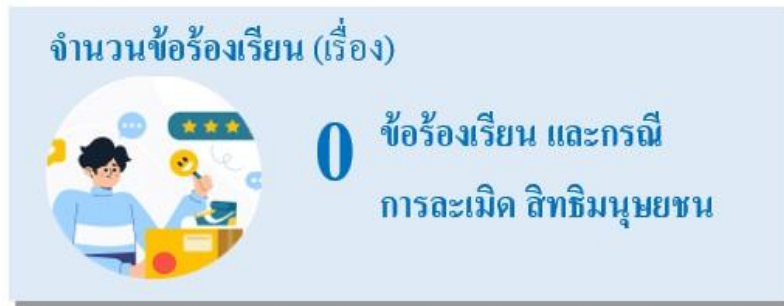 จำนวนข้อร้องเรียน (เรื่อง)
0 ข้อร้องเรียน และกรณี
การละเมิด สิทธิมนุษยชน